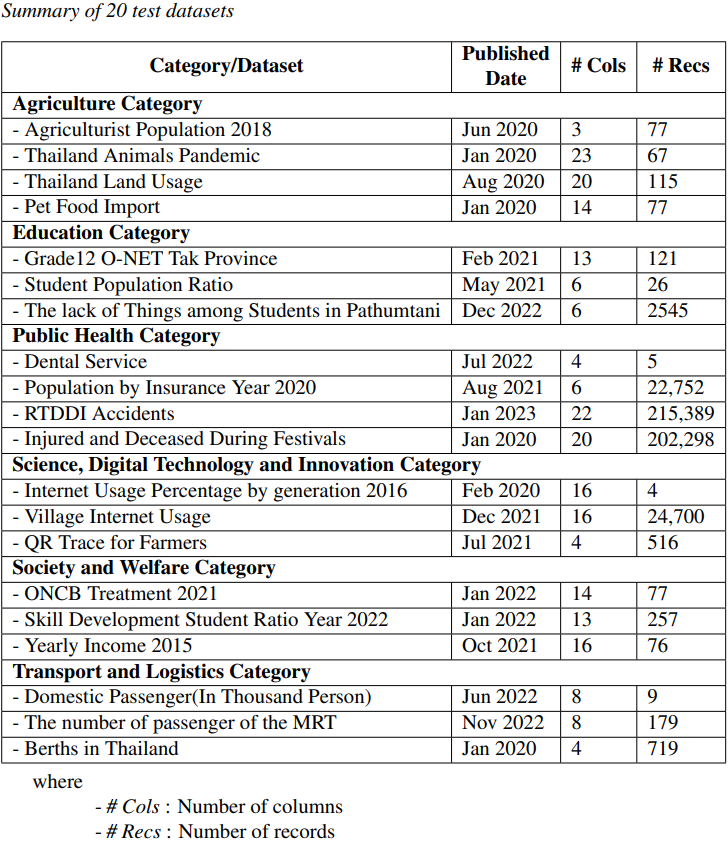 Summary of 20 test datasets
Category/Dataset Published Date # Cols # Recs
Agriculture Category
- Agriculturist Population 2018 Jun 2020 3 77
- Thailand Animals Pandemic Jan 2020 23 67
- Thailand Land Usage Aug 2020 20 115
- Pet Food Import Jan 2020 14 77
Education Category
- Grade12 O-NET Tak Province Feb 2021 13 121
- Student Population Ratio May 2021 6 26
- The lack of Things among Students in Pathumtani Dec 2022 6 2545
Public Health Category
- Dental Service Jul 2022 4 5
- Population by Insurance Year 2020 Aug 2021 6 22,752
- RTDDI Accidents Jan 2023 22 215,389
- Injured and Deceased During Festivals Jan 2020 20 202,298
Science, Digital Technology and Innovation Category
- Internet Usage Percentage by generation 2016 Feb 2020 16 4
- Village Internet Usage Dec 2021 16 24,700
- QR Trace for Farmers Jul 2021 4 516
Society and Welfare Category
- ONCB Treatment 2021 Jan 2022 14 77
- Skill Development Student Ratio Year 2022 Jan 2022 13 257
- Yearly Income 2015 Oct 2021 16 76
Transport and Logistics Category
- Domestic Passenger(In Thousand Person) Jun 2022 8 9
- The number of passenger of the MRT Nov 2022 8 179
- Berths in Thailand Jan 2020 4 719
where
- # Cols : Number of columns
- # Recs : Number of records